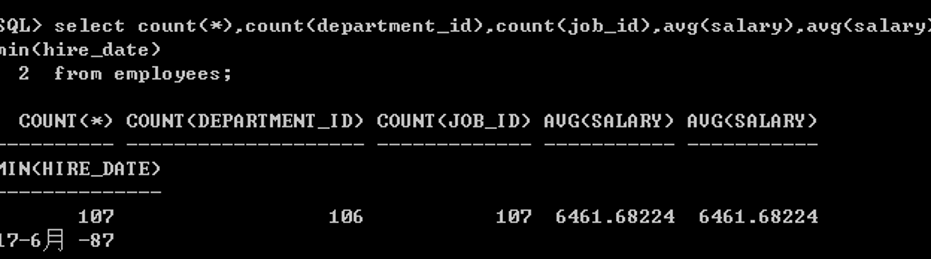 SQL> select count(*),count(department_id),count(job_id),avg(salary),avg(salary)
min(hire_date)
2 from employees;
COUNT(*) COUNT(DEPARTMENT_ID) COUNT(JOB_ID) AVG(SALARY) AVG(SALARY)
---------- -------------------- ------------- ----------- -----------
MIN(HIRE_DATE)
--------------
107 106 107 6461.68224 6461.68224
17-6月 -87